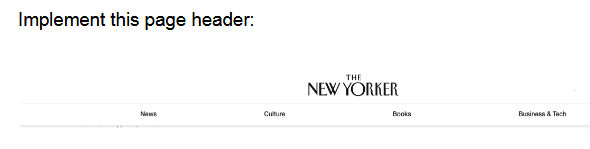 Implement this page header:
THE
NEW YORKER
News Culture Books Business & Tech